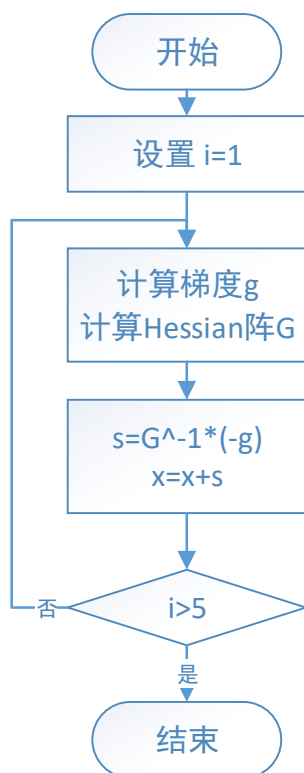 开始
设置 i=1
计算梯度g
计算Hessian阵G
s=G^-1*(-g)
x=x+s
i>5
否
是
结束